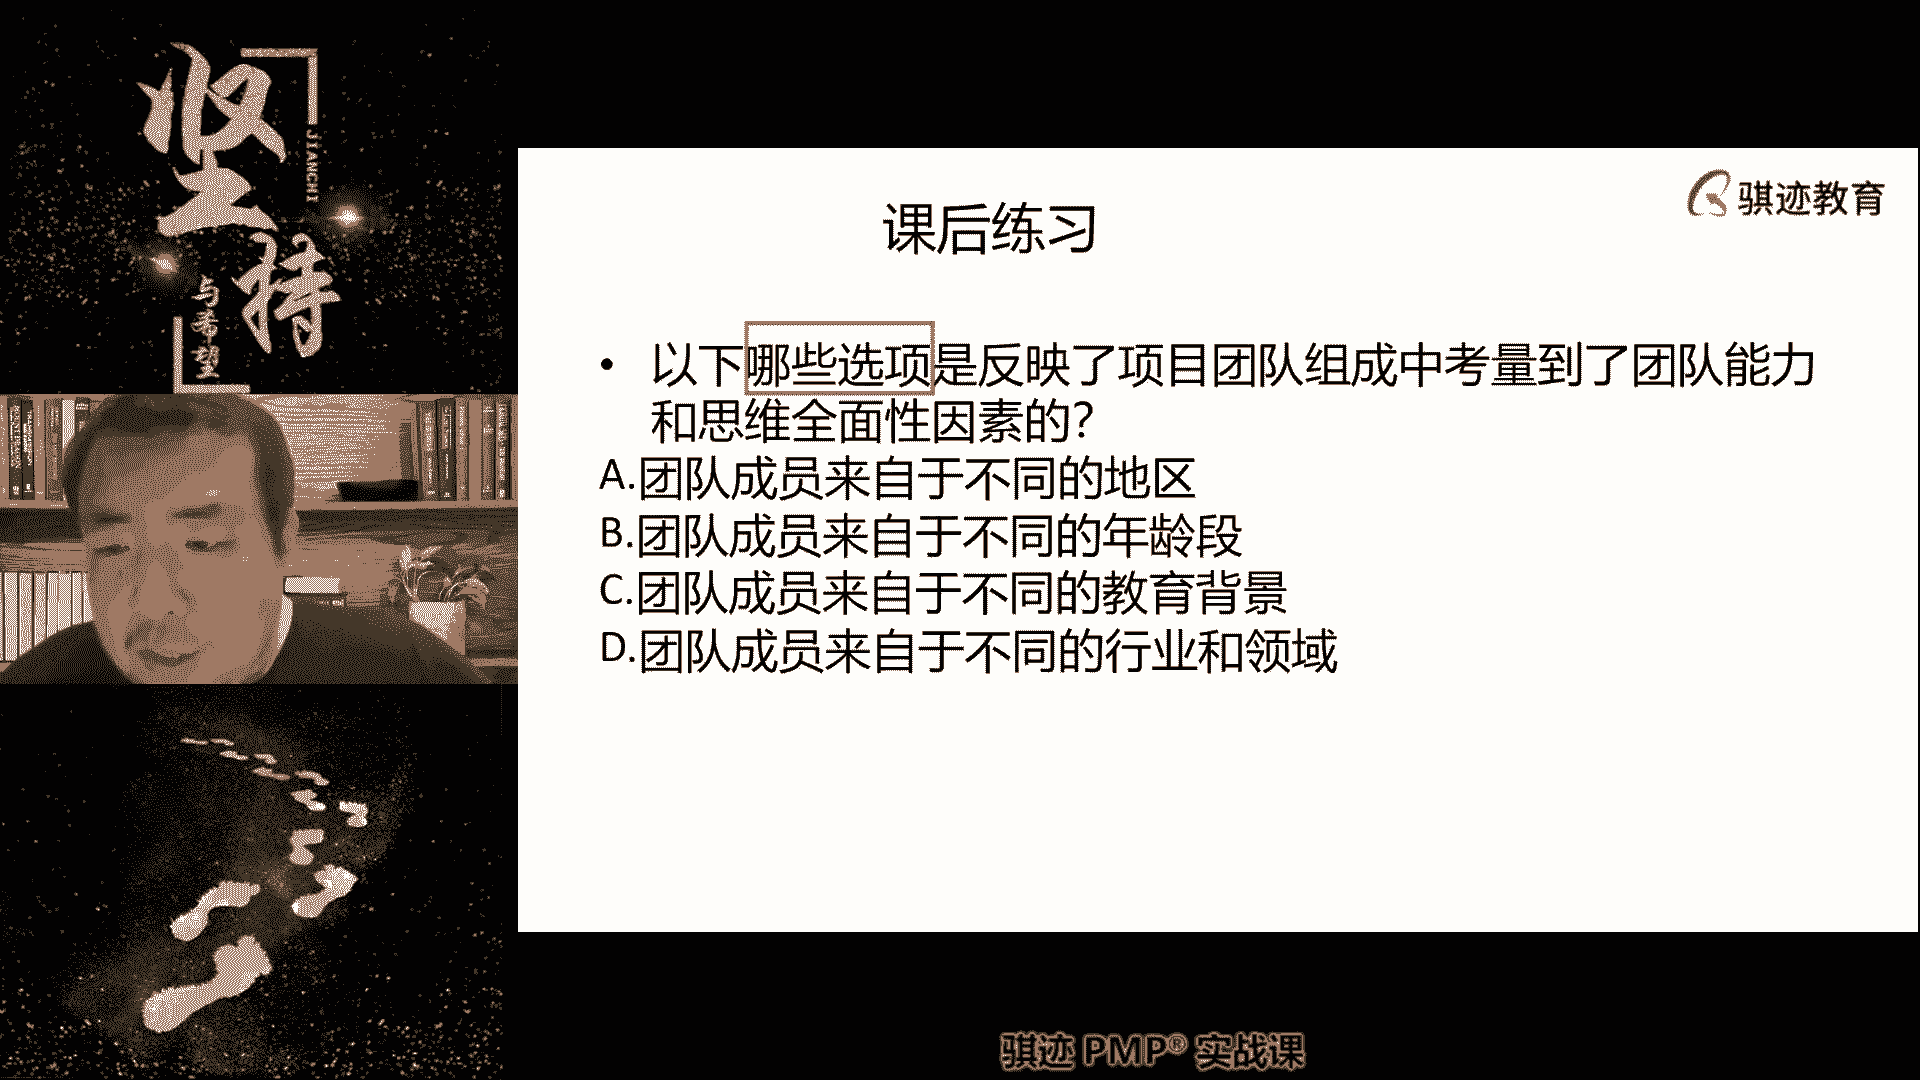 坚持
JIANCHI
与希望
骐迹教育
课后练习
• 以下哪些选项是反映了项目团队组成中考量到了团队能力
和思维全面性因素的?
A.团队成员来自于不同的地区
B.团队成员来自于不同的年龄段
C.团队成员来自于不同的教育背景
D.团队成员来自于不同的行业和领域
骐迹 PMP® 实战课